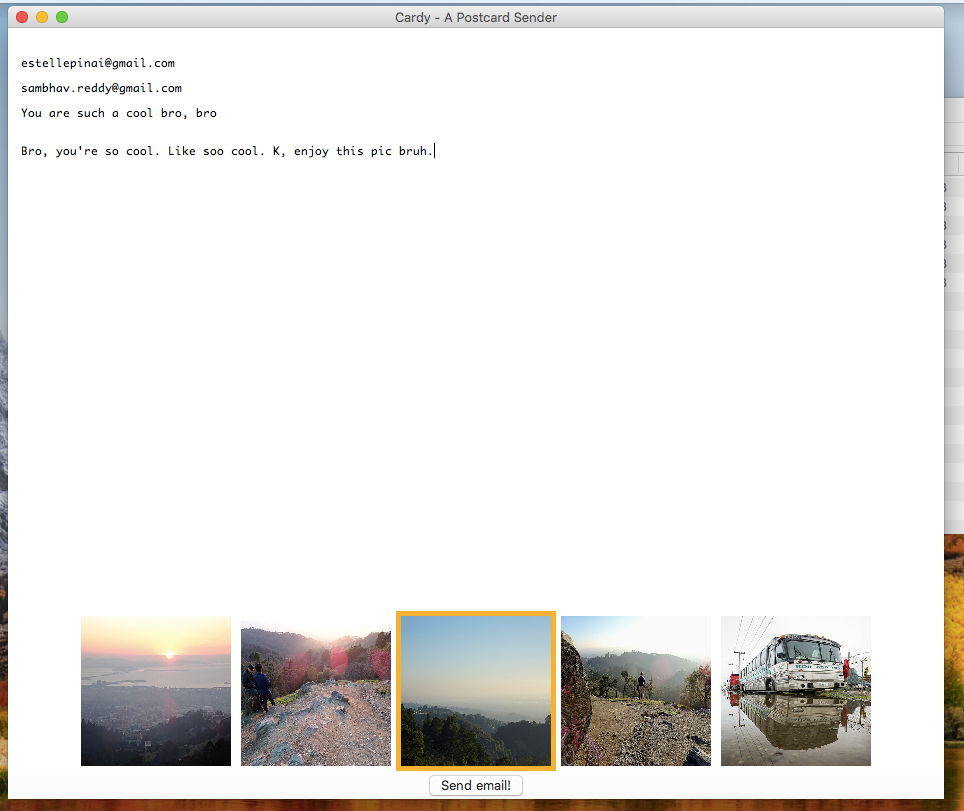 Cardy - A Postcard Sender
estellepinai@gmail.com
sambhav.reddy@gmail.com
You are such a cool bro, bro
Bro, you're so cool. Like soo cool. K, enjoy this pic bruh.
Send email!